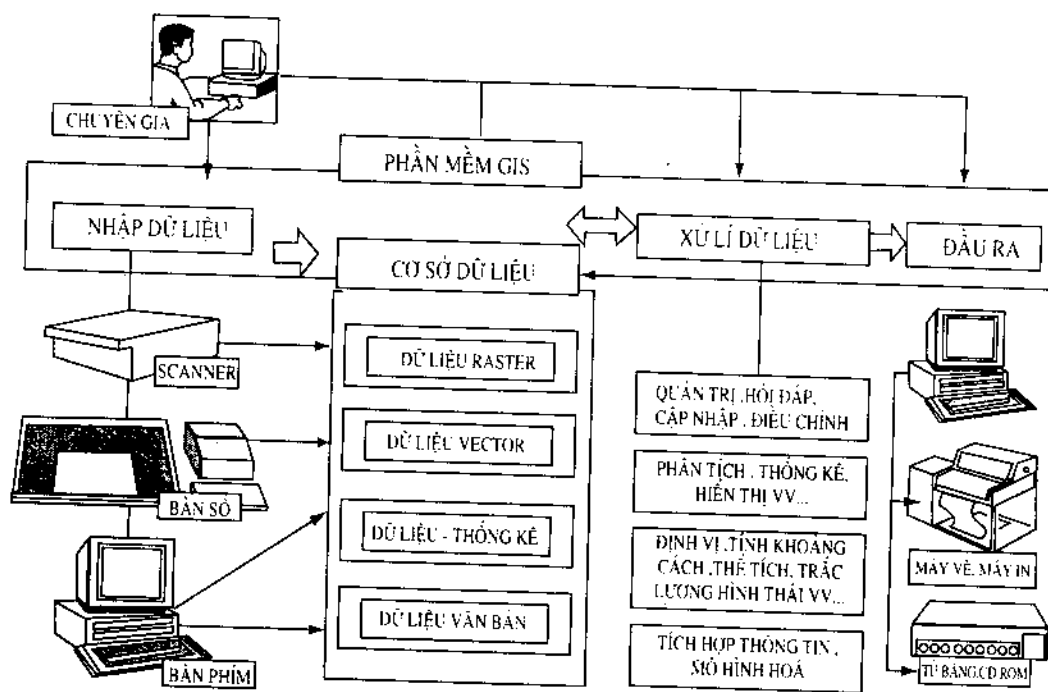 CHUYÊN GIA
PHẦN MỀM GIS
NHẬP DỮ LIỆU
XỬ LÍ DỮ LIỆU
ĐẦU RA
CƠ SỞ DỮ LIỆU
SCANNER
DỮ LIỆU RASTER
BÀN SỐ
DỮ LIỆU VECTOR
DỮ LIỆU - THỐNG KÊ
BÀN PHÍM
DỮ LIỆU VĂN BẢN
QUẢN TRỊ ,HỎI ĐÁP,
CẬP NHẬP , ĐIỀU CHỈNH
PHÂN TÍCH , THỐNG KÊ,
HIỂN THỊ VV...
ĐỊNH VỊ ,TÍNH KHOẢNG
CÁCH ,THỂ TÍCH, TRẮC
LƯỢNG HÌNH THÁI VV...
TÍCH HỢP THÔNG TIN ,
MÔ HÌNH HOÁ
MÁY VẼ, MÁY IN
TỪ BĂNG,CD ROM